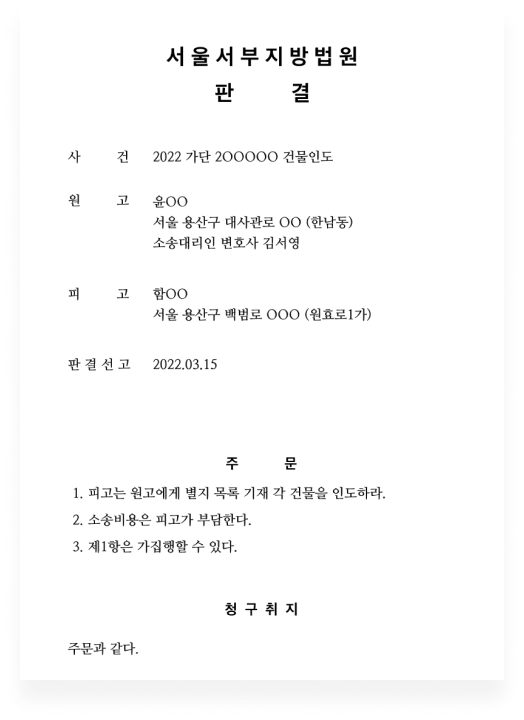 서울서부지방법원
판 결
사 건 2022 가단 2OOOOO 건물인도
원 고 윤OO
서울 용산구 대사관로 OO (한남동)
소송대리인 변호사 김서영
피 고 함OO
서울 용산구 백범로 OOO (원효로1가)
판결선고 2022.03.15
주 문
1. 피고는 원고에게 별지 목록 기재 각 건물을 인도하라.
2. 소송비용은 피고가 부담한다.
3. 제1항은 가집행할 수 있다.
청구취지
주문과 같다.